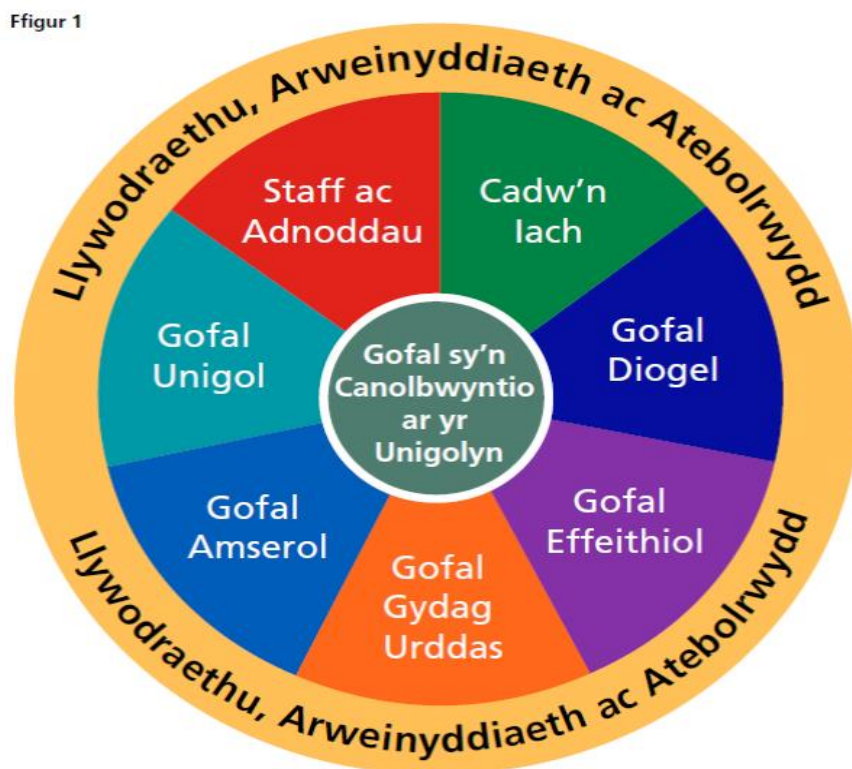 Ffigur 1
Llywodraethu, Arweinyddiaeth ac Atebolrwydd
Staff ac
Adnoddau
Cadw'n
Iach
Gofal
Unigol
Gofal
Diogel
Gofal sy'n
Canolbwyntio
ar yr
Unigolyn
Gofal
Amserol
Gofal
Effeithiol
Gofal
Gydag
Urddas
Llywodraethu, Arweinyddiaeth ac Atebolrwydd